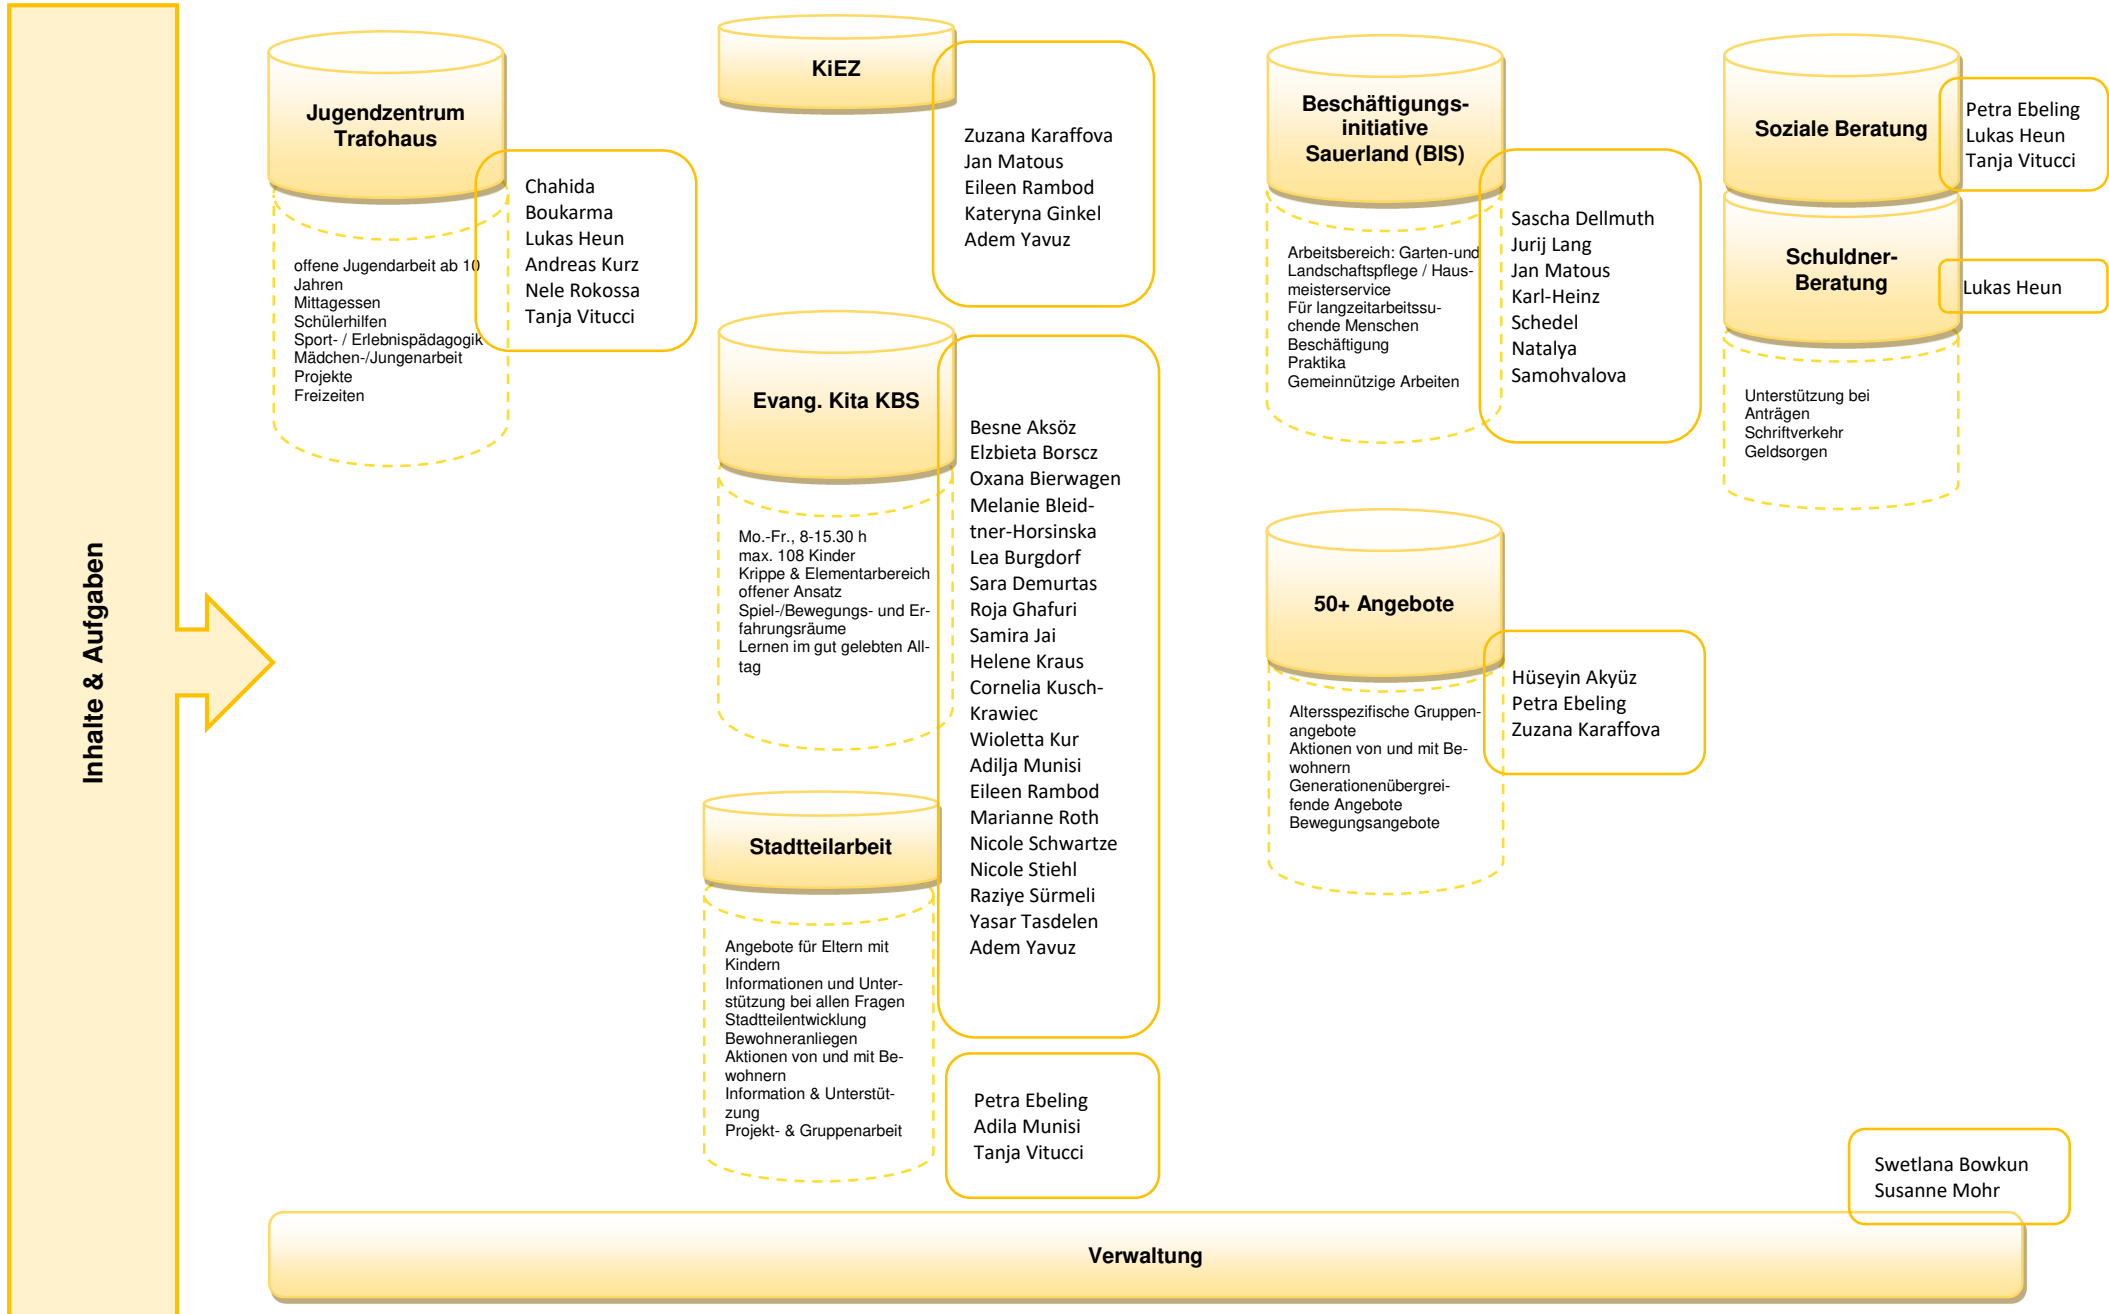 Inhalte & Aufgaben
Jugendzentrum
Trafohaus
Chahida
Boukarma
Lukas Heun
Andreas Kurz
Nele Rokossa
Tanja Vitucci
offene Jugendarbeit ab 10
Jahren
Mittagessen
Schülerhilfen
Sport- / Erlebnispädagogik
Mädchen-/Jungenarbeit
Projekte
Freizeiten
KiEZ
Zuzana Karaffova
Jan Matous
Eileen Rambod
Kateryna Ginkel
Adem Yavuz
Evang. Kita KBS
Mo.-Fr., 8-15.30 h
max. 108 Kinder
Krippe & Elementarbereich
offener Ansatz
Spiel-/Bewegungs- und Er-
fahrungsräume
Lernen im gut gelebten All-
tag
Besne Aksöz
Elzbieta Borscz
Oxana Bierwagen
Melanie Bleid-
tner-Horsinska
Lea Burgdorf
Sara Demurtas
Roja Ghafuri
Samira Jai
Helene Kraus
Cornelia Kusch-
Krawiec
Wioletta Kur
Adilja Munisi
Eileen Rambod
Marianne Roth
Nicole Schwartze
Nicole Stiehl
Raziye Sürmeli
Yasar Tasdelen
Adem Yavuz
Stadtteilarbeit
Angebote für Eltern mit
Kindern
Informationen und Unter-
stützung bei allen Fragen
Stadtteilentwicklung
Bewohneranliegen
Aktionen von und mit Be-
wohnern
Information & Unterstüt-
zung
Projekt- & Gruppenarbeit
Petra Ebeling
Adila Munisi
Tanja Vitucci
Beschäftigungs-
initiative
Sauerland (BIS)
Arbeitsbereich: Garten-und
Landschaftspflege / Haus-
meisterservice
Für langzeitarbeitssu-
chende Menschen
Beschäftigung
Praktika
Gemeinnützige Arbeiten
Sascha Dellmuth
Jurij Lang
Jan Matous
Karl-Heinz
Schedel
Natalya
Samohvalova
50+ Angebote
Altersspezifische Gruppen-
angebote
Aktionen von und mit Be-
wohnern
Generationenübergrei-
fende Angebote
Bewegungsangebote
Hüseyin Akyüz
Petra Ebeling
Zuzana Karaffova
Soziale Beratung
Petra Ebeling
Lukas Heun
Tanja Vitucci
Schuldner-
Beratung
Lukas Heun
Unterstützung bei
Anträgen
Schriftverkehr
Geldsorgen
Swetlana Bowkun
Susanne Mohr
Verwaltung